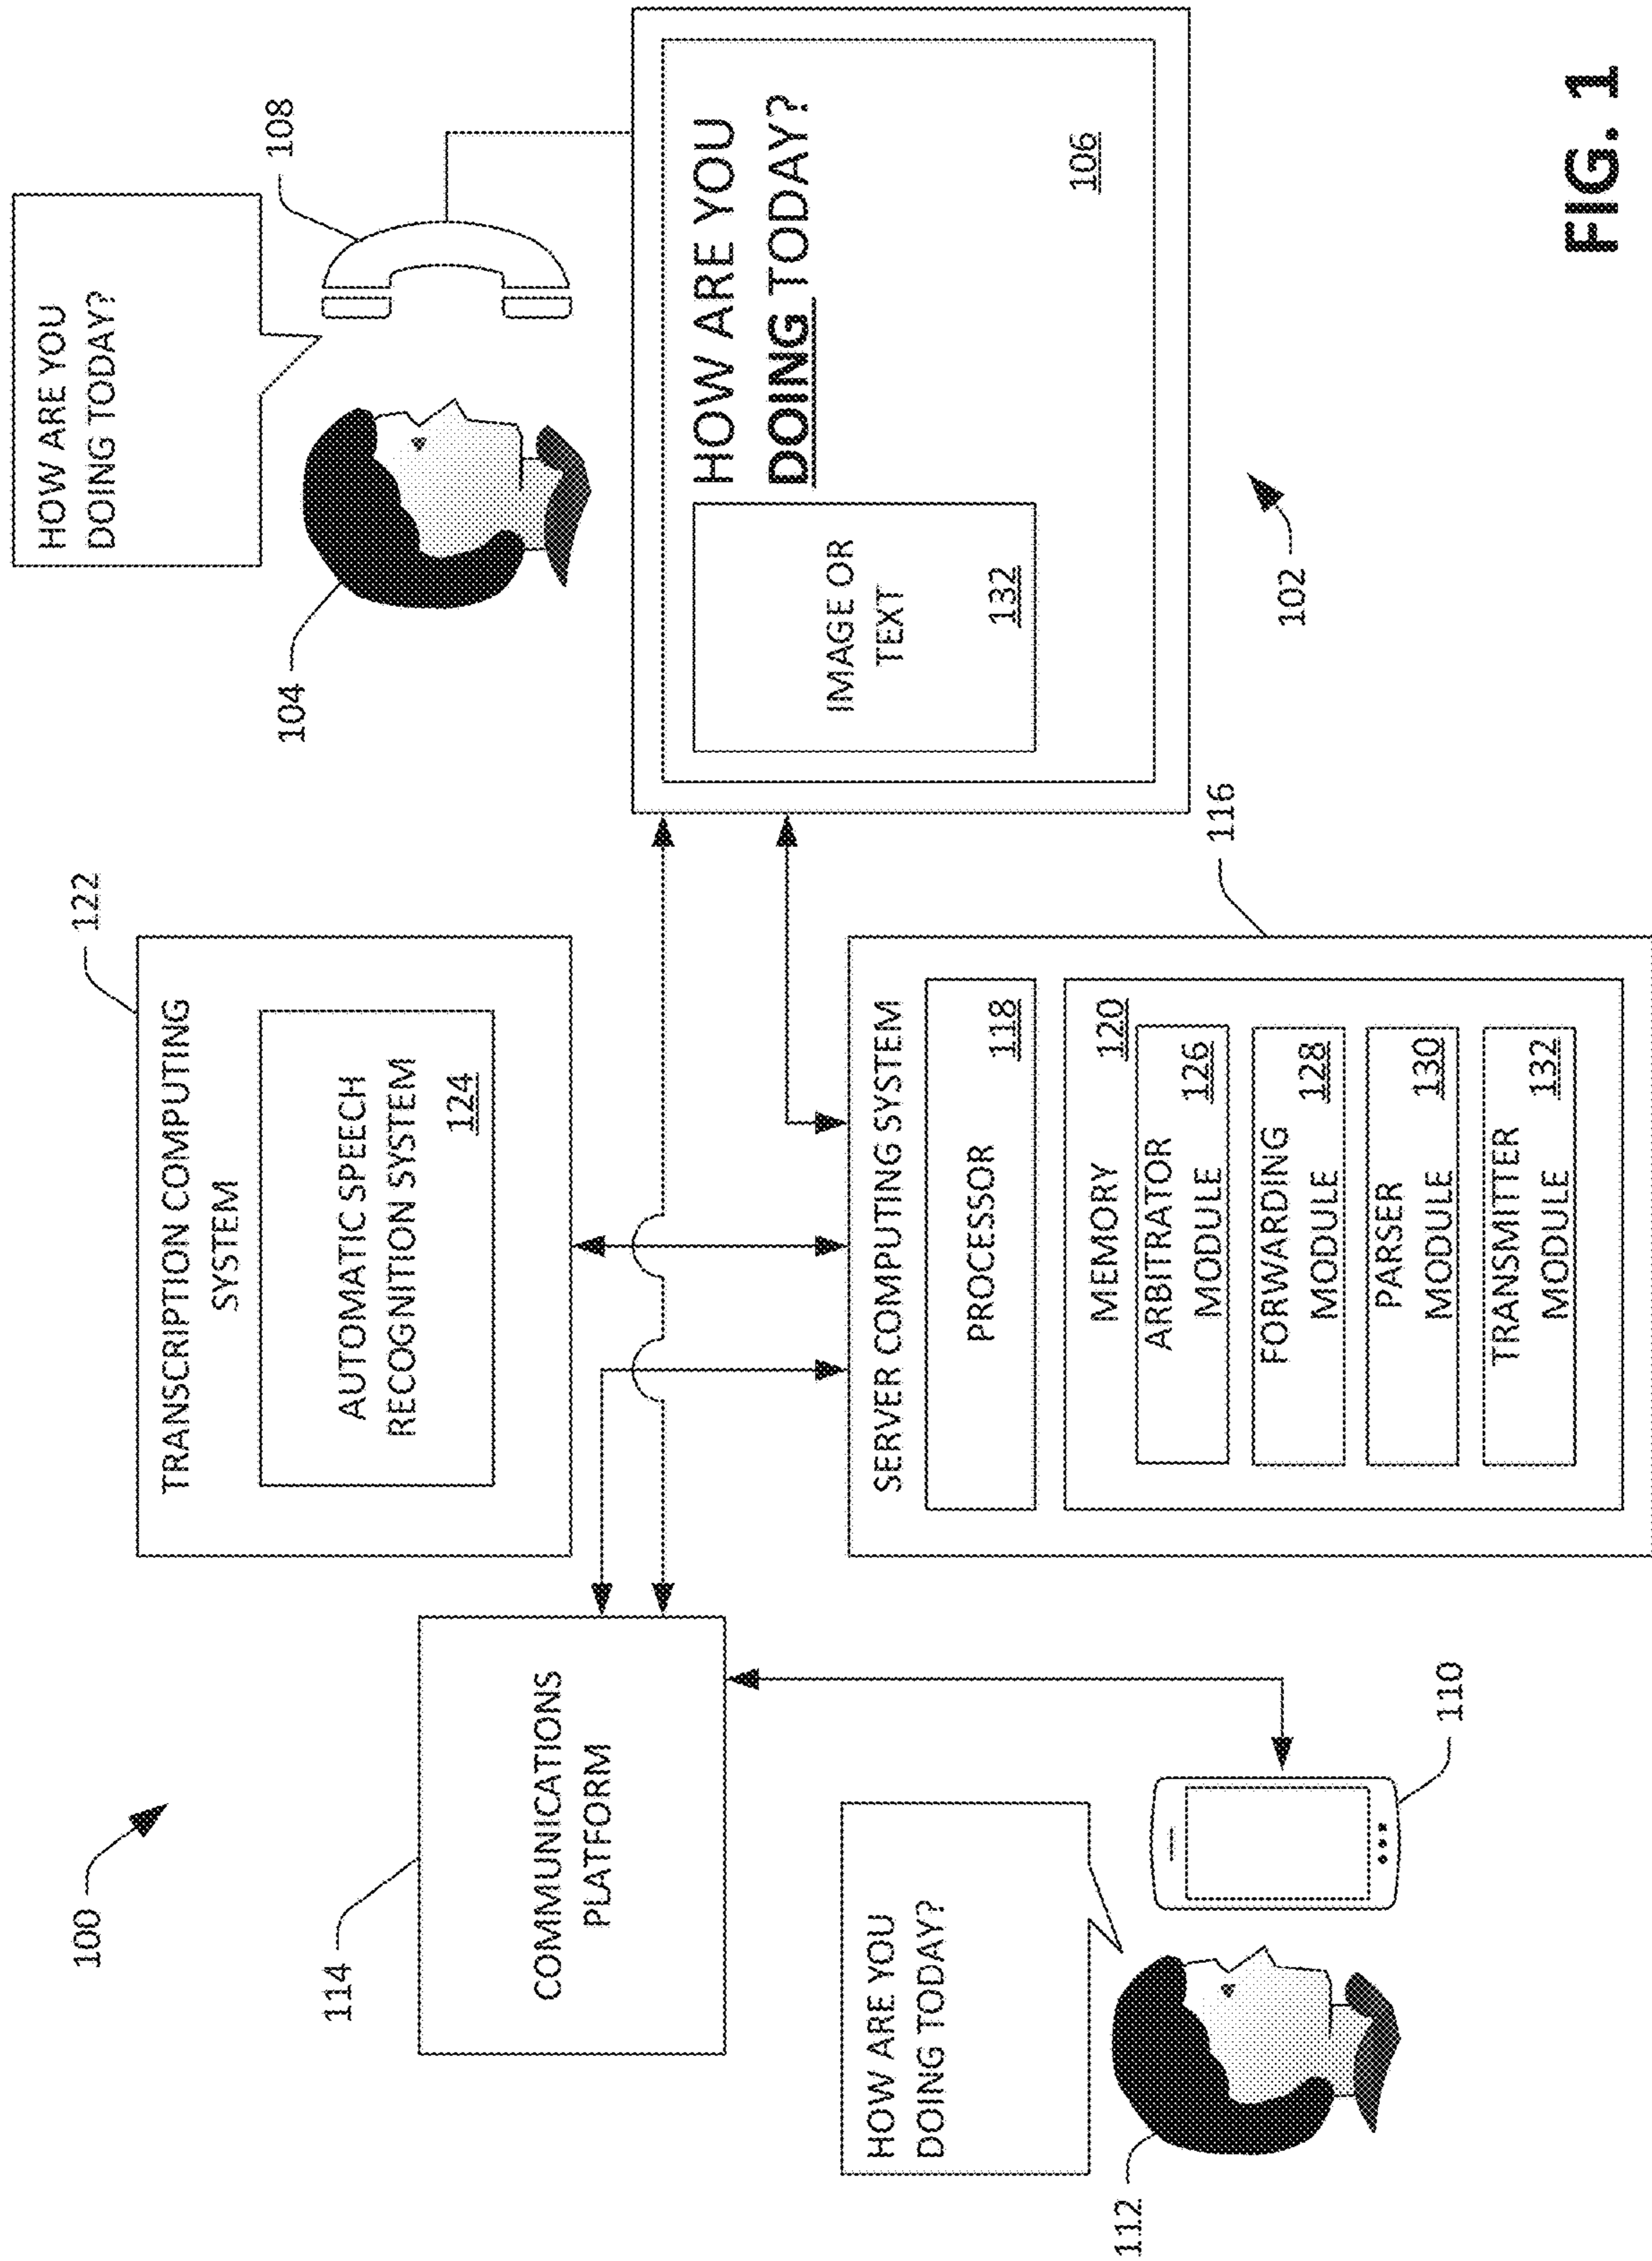 100
114
COMMUNICATIONS
PLATFORM
HOW ARE YOU
DOING TODAY?
112
110
122
TRANSCRIPTION COMPUTING
SYSTEM
AUTOMATIC SPEECH
RECOGNITION SYSTEM
124
116
SERVER COMPUTING SYSTEM
PROCESSOR
118
MEMORY
120
ARBITRATOR
MODULE
126
FORWARDING
MODULE
128
PARSER
MODULE
130
TRANSMITTER
MODULE
132
HOW ARE YOU
DOING TODAY?
104
108
IMAGE OR
TEXT
132
HOW ARE YOU
DOING TODAY?
106
102
FIG. 1